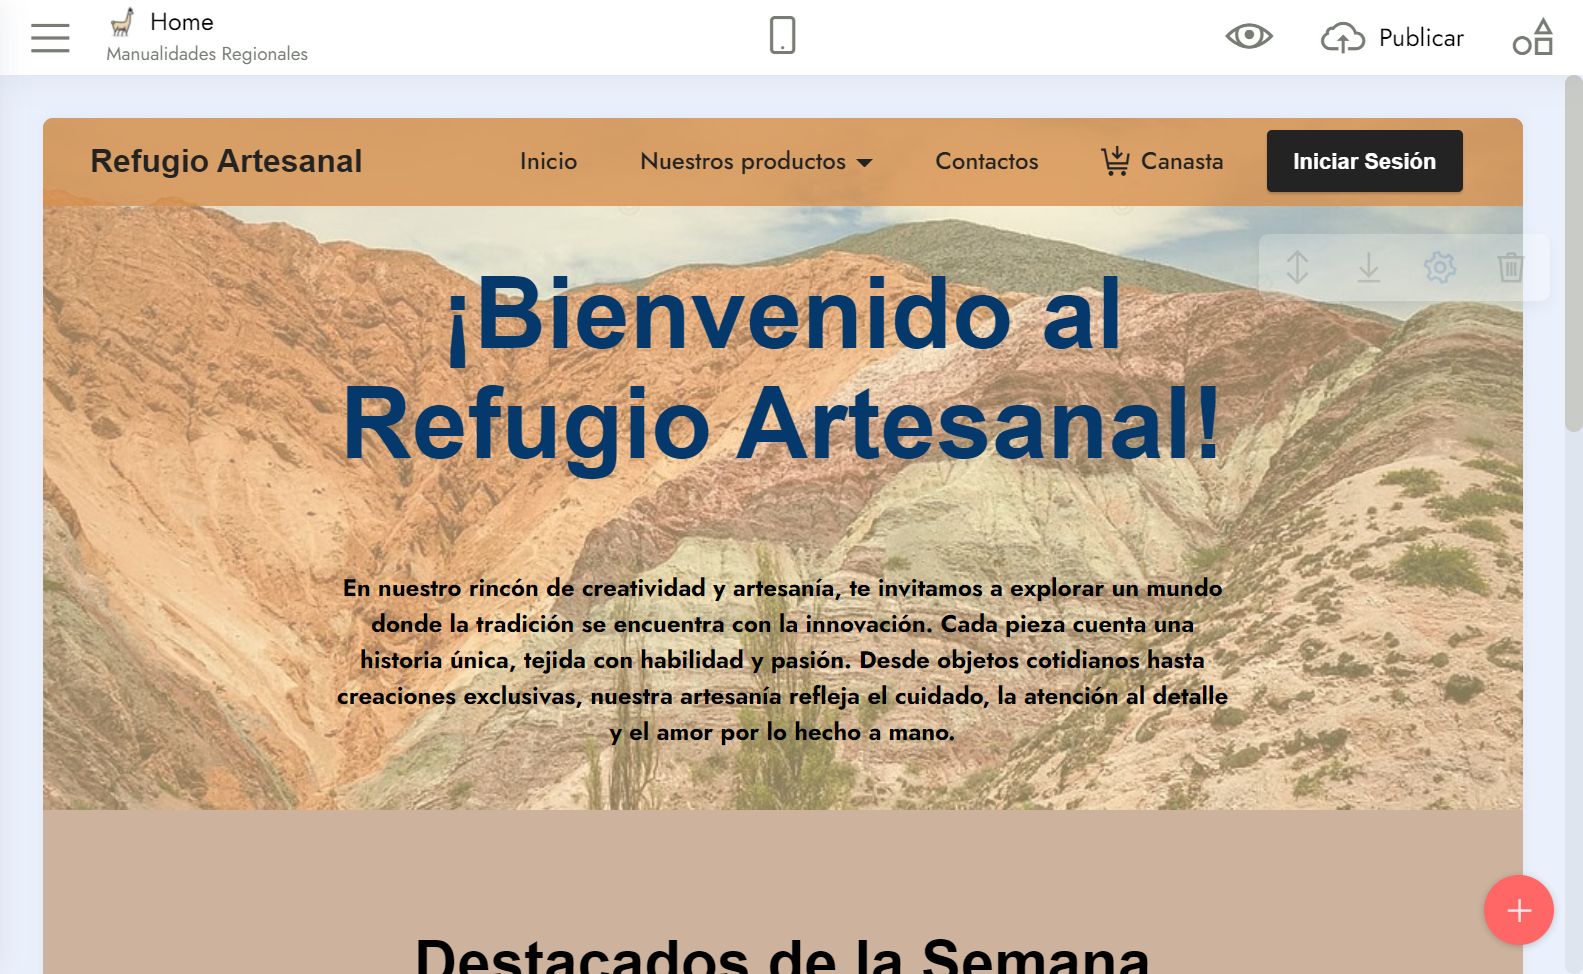 Home
Manualidades Regionales
Publicar
Refugio Artesanal
Inicio
Nuestros productos
Contactos
Canasta
Iniciar Sesión
¡Bienvenido al
Refugio Artesanal!
En nuestro rincón de creatividad y artesanía, te invitamos a explorar un mundo
donde la tradición se encuentra con la innovación. Cada pieza cuenta una
historia única, tejida con habilidad y pasión. Desde objetos cotidianos hasta
creaciones exclusivas, nuestra artesanía refleja el cuidado, la atención al detalle
y el amor por lo hecho a mano.
Destacados de la Semana